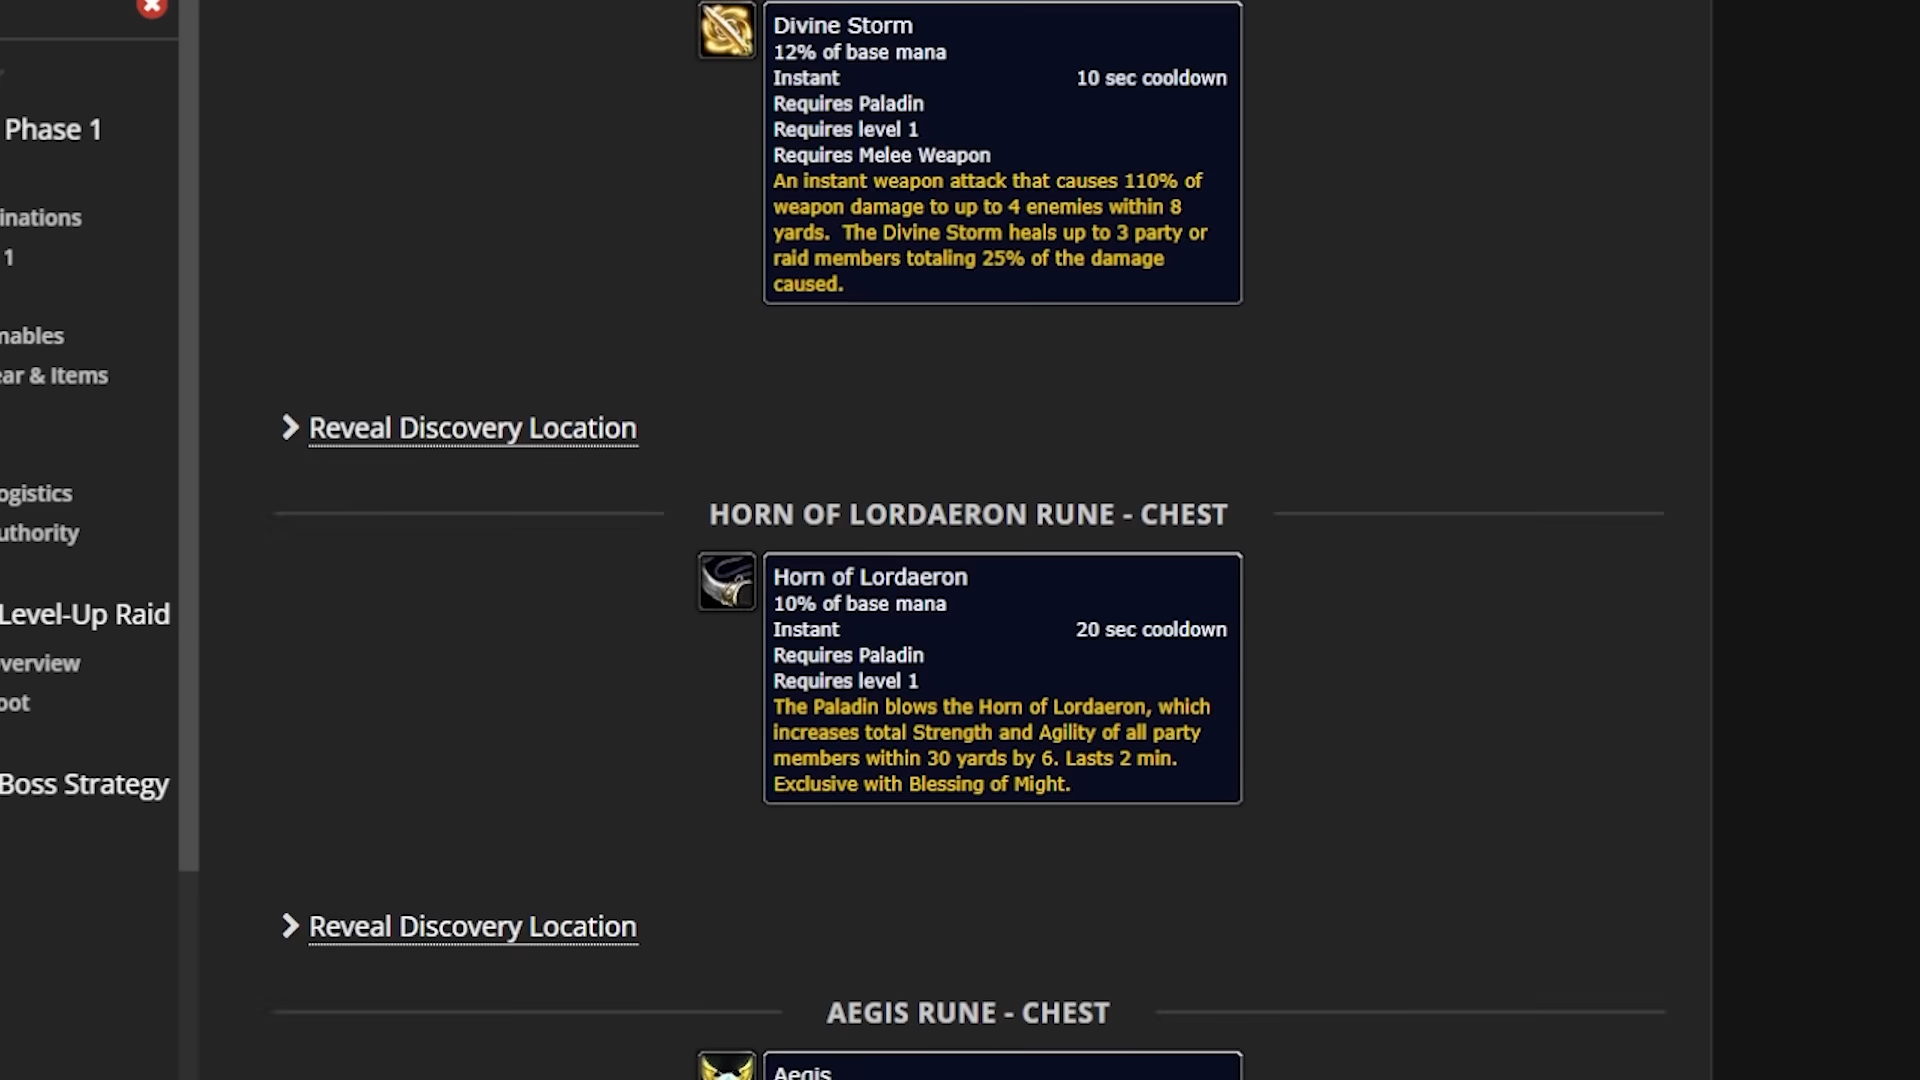 Divine Storm
12% of base mana
Instant 10 sec cooldown
Requires Paladin
Requires level 1
Requires Melee Weapon
An instant weapon attack that causes 110% of
weapon damage to up to 4 enemies within 8
yards. The Divine Storm heals up to 3 party or
raid members totaling 25% of the damage
caused.
Reveal Discovery Location
HORN OF LORDAERON RUNE - CHEST
Horn of Lordaeron
10% of base mana
Instant 20 sec cooldown
Requires Paladin
Requires level 1
The Paladin blows the Horn of Lordaeron, which
increases total Strength and Agility of all party
members within 30 yards by 6. Lasts 2 min.
Exclusive with Blessing of Might.
Reveal Discovery Location
AEGIS RUNE - CHEST
Aegis
Phase 1
inations
1
mables
ear & Items
ogistics
uthority
Level-Up Raid
verview
oot
Boss Strategy